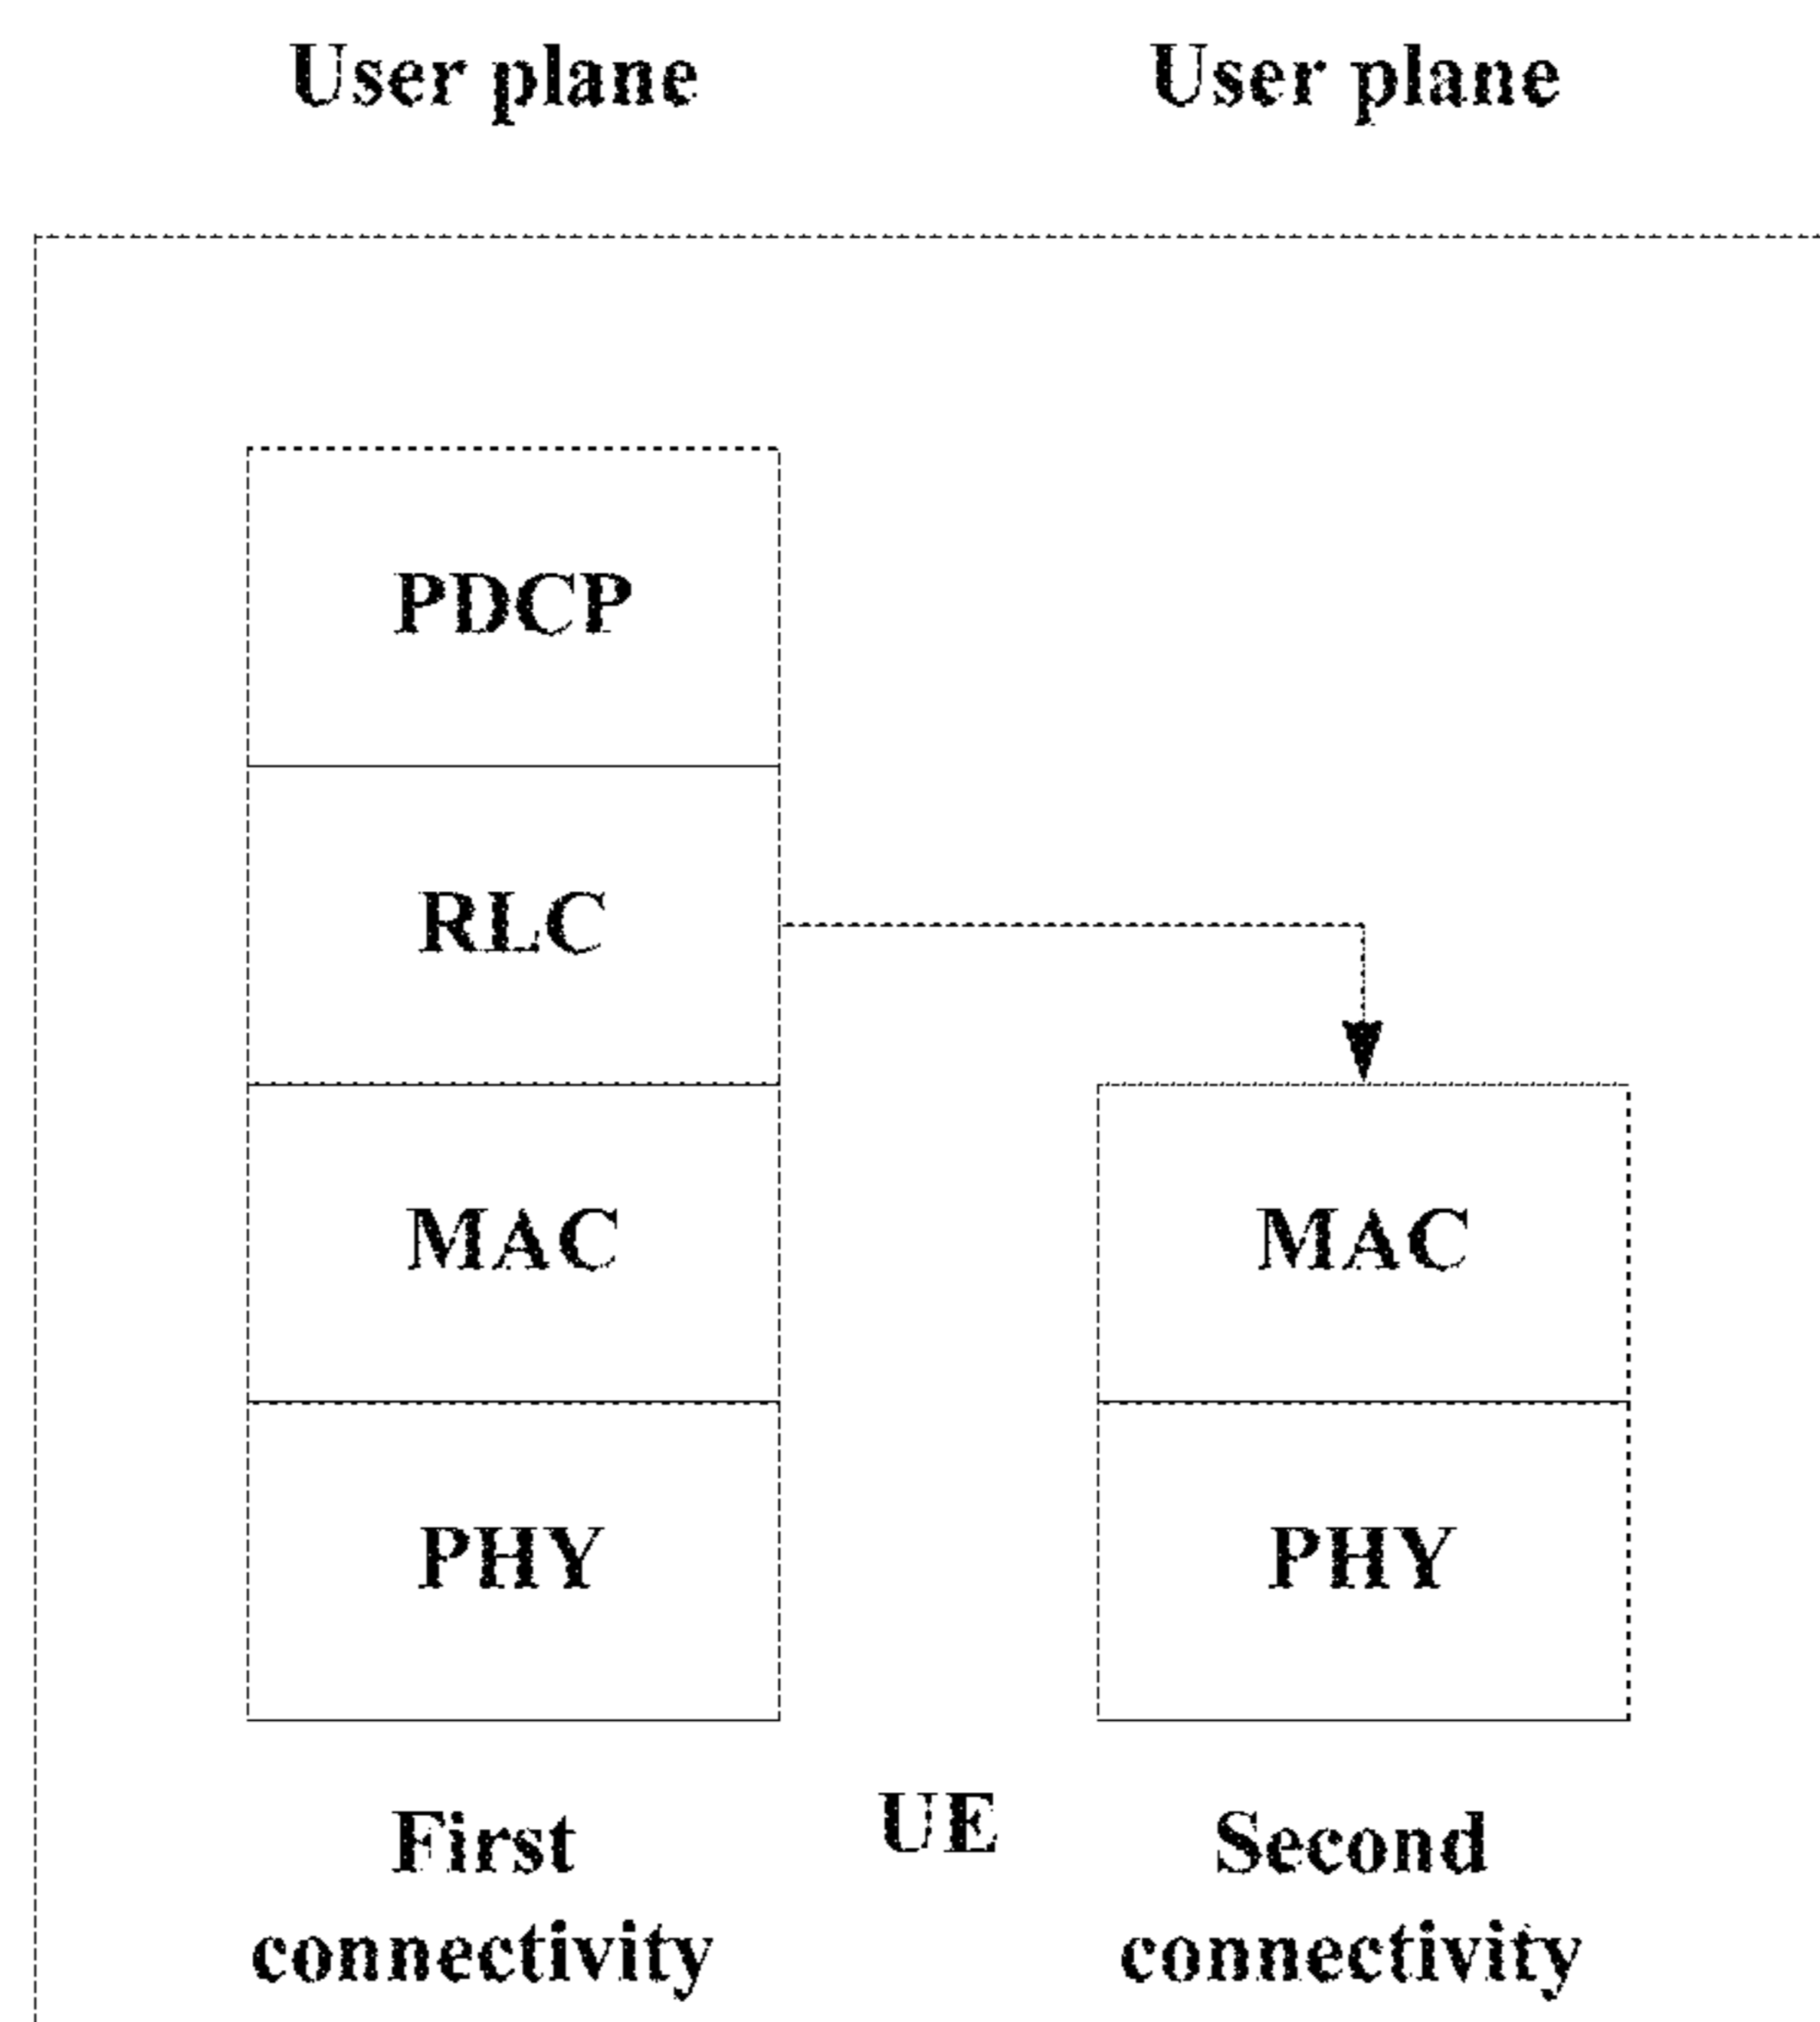 User plane
User plane
PDCP
RLC
MAC
MAC
PHY
PHY
UE
First
connectivity
Second
connectivity